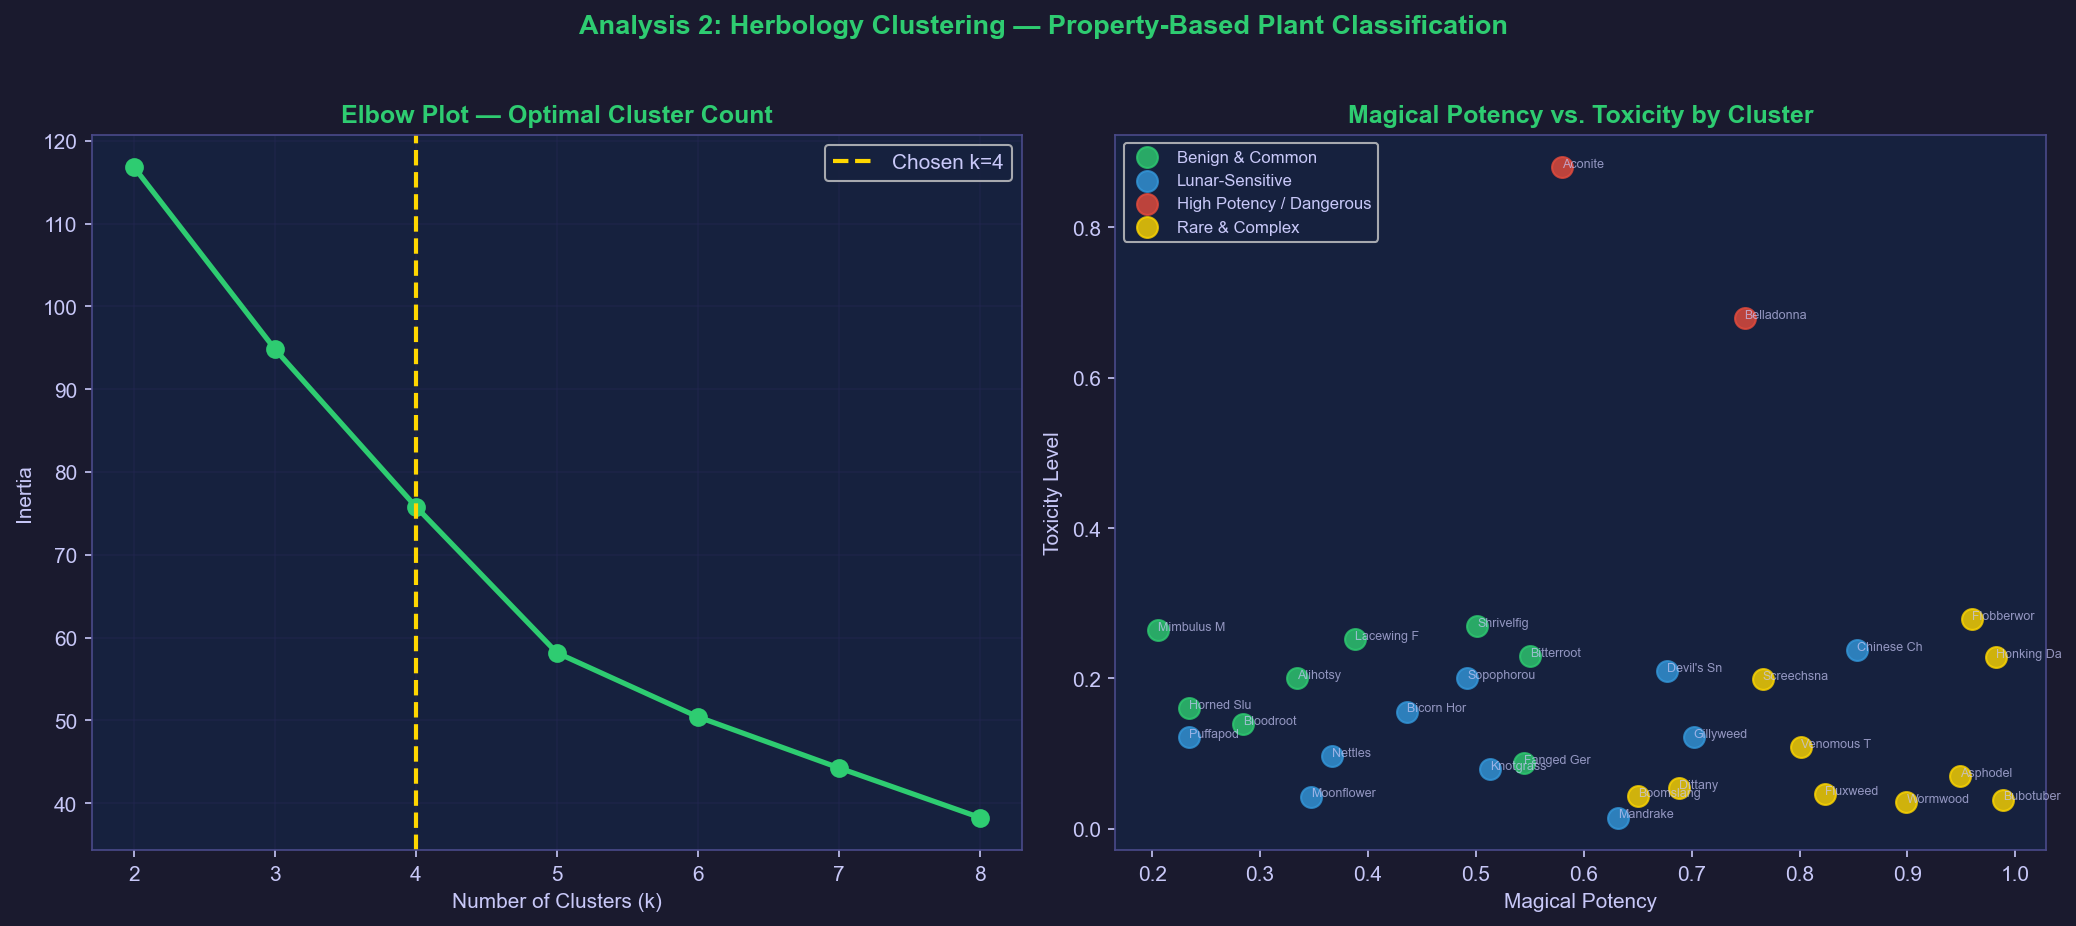 Analysis 2: Herbology Clustering — Property-Based Plant Classification
Elbow Plot — Optimal Cluster Count
120
110
100
90
80
70
60
50
40
Inertia
Chosen k=4
2 3 4 5 6 7 8
Number of Clusters (k)
Magical Potency vs. Toxicity by Cluster
Benign & Common
Lunar-Sensitive
High Potency / Dangerous
Rare & Complex
0.8
0.6
0.4
0.2
0.0
Toxicity Level
Aconite
Belladonna
Flobberwor
Mimbulus M
Shrivelfig
Lacewing F
Bitterroot
Chinese Ch
Honking Da
Devil's Sn
Alihotsy
Sopophorou
Screechsna
Horned Slu
Bicorn Hor
Bloodroot
Puffapod
Gillyweed
Venomous T
Nettles
Fanged Ger
Knotgrass
Asphodel
Dittany
Moonflower
Boomslang
Fluxweed
Wormwood
Bubotuber
Mandrake
0.2 0.3 0.4 0.5 0.6 0.7 0.8 0.9 1.0
Magical Potency